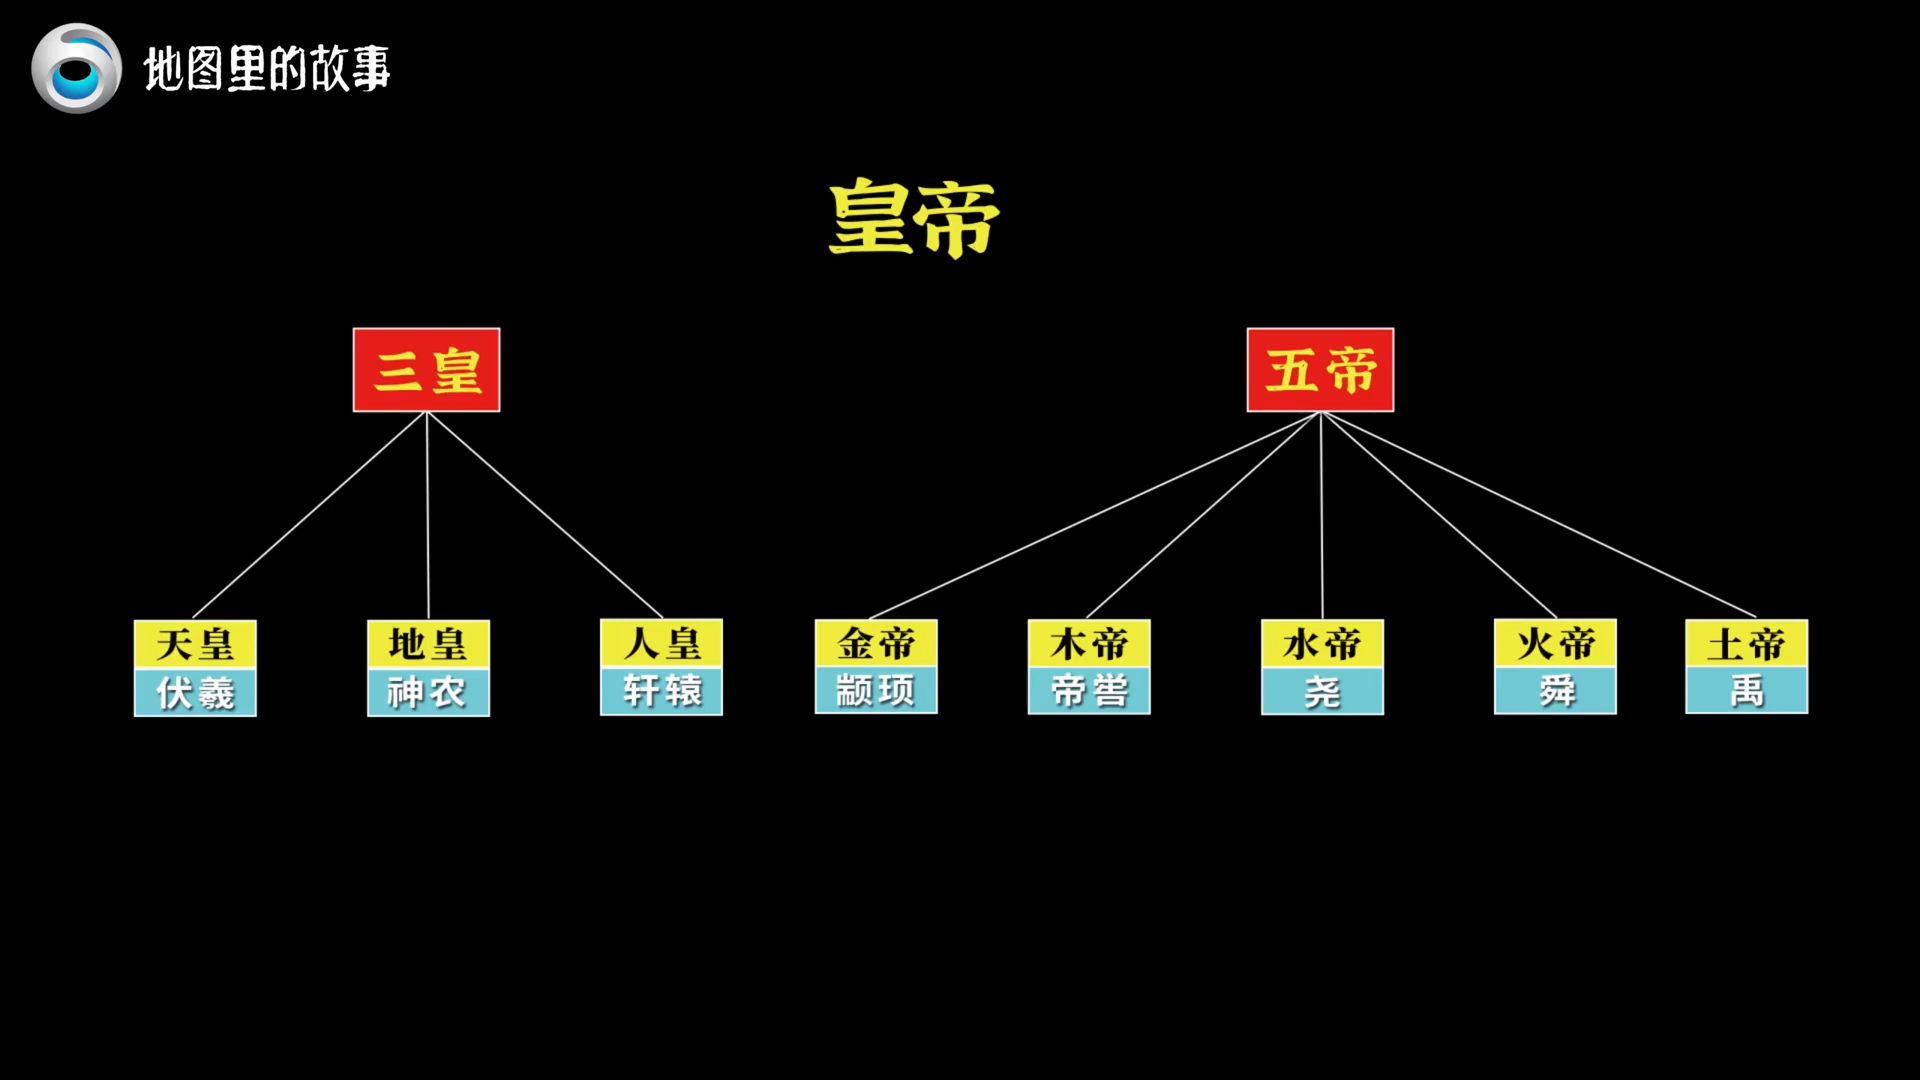 地图里的故事
皇帝
三皇
五帝
天皇
伏羲
地皇
神农
人皇
轩辕
金帝
颛顼
木帝
帝喾
水帝
尧
火帝
舜
土帝
禹